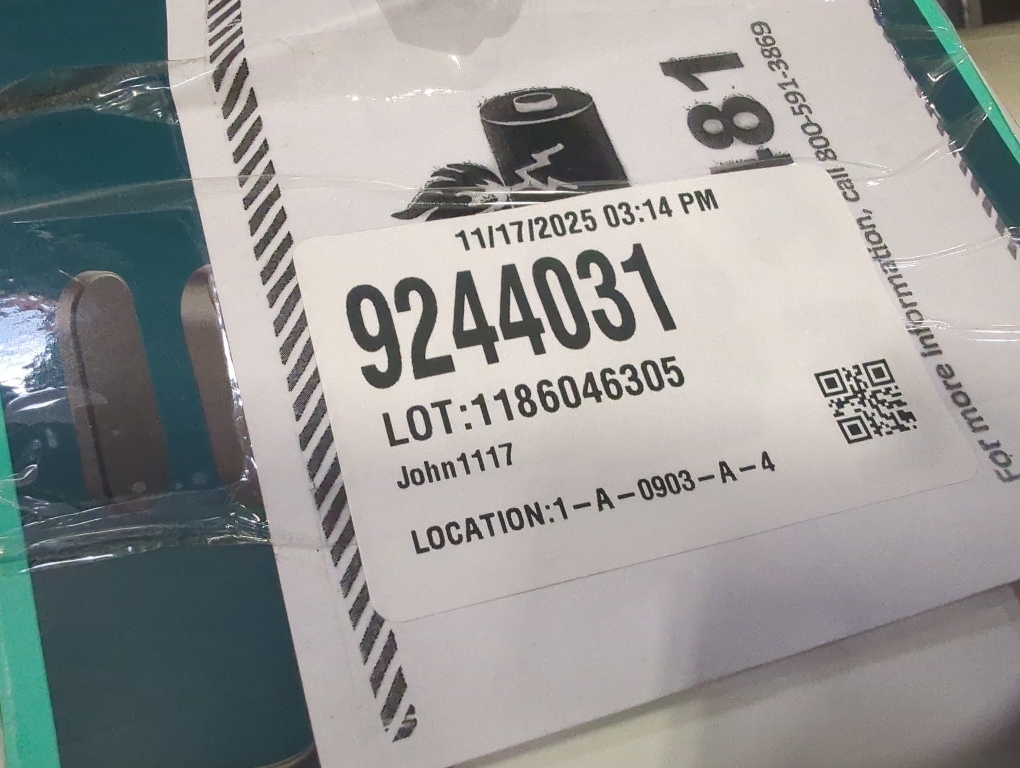 11/17/2025 03:14 PM
9244031
LOT:1186046305
John1117
LOCATION:1-A-0903-A-4
481
For more information, call 800-591-3869